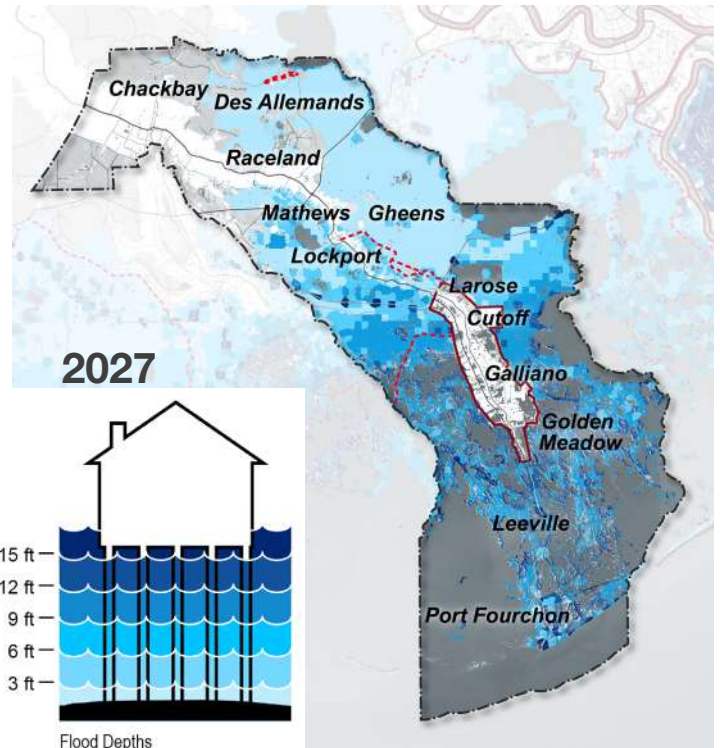 Chackbay
Des Allemands
Raceland
Mathews
Gheens
Lockport
Larose
Cutoff
2027
Galliano
Golden
Meadow
Leeville
Port Fourchon
15 ft
12 ft
9 ft
6 ft
3 ft
Flood Depths